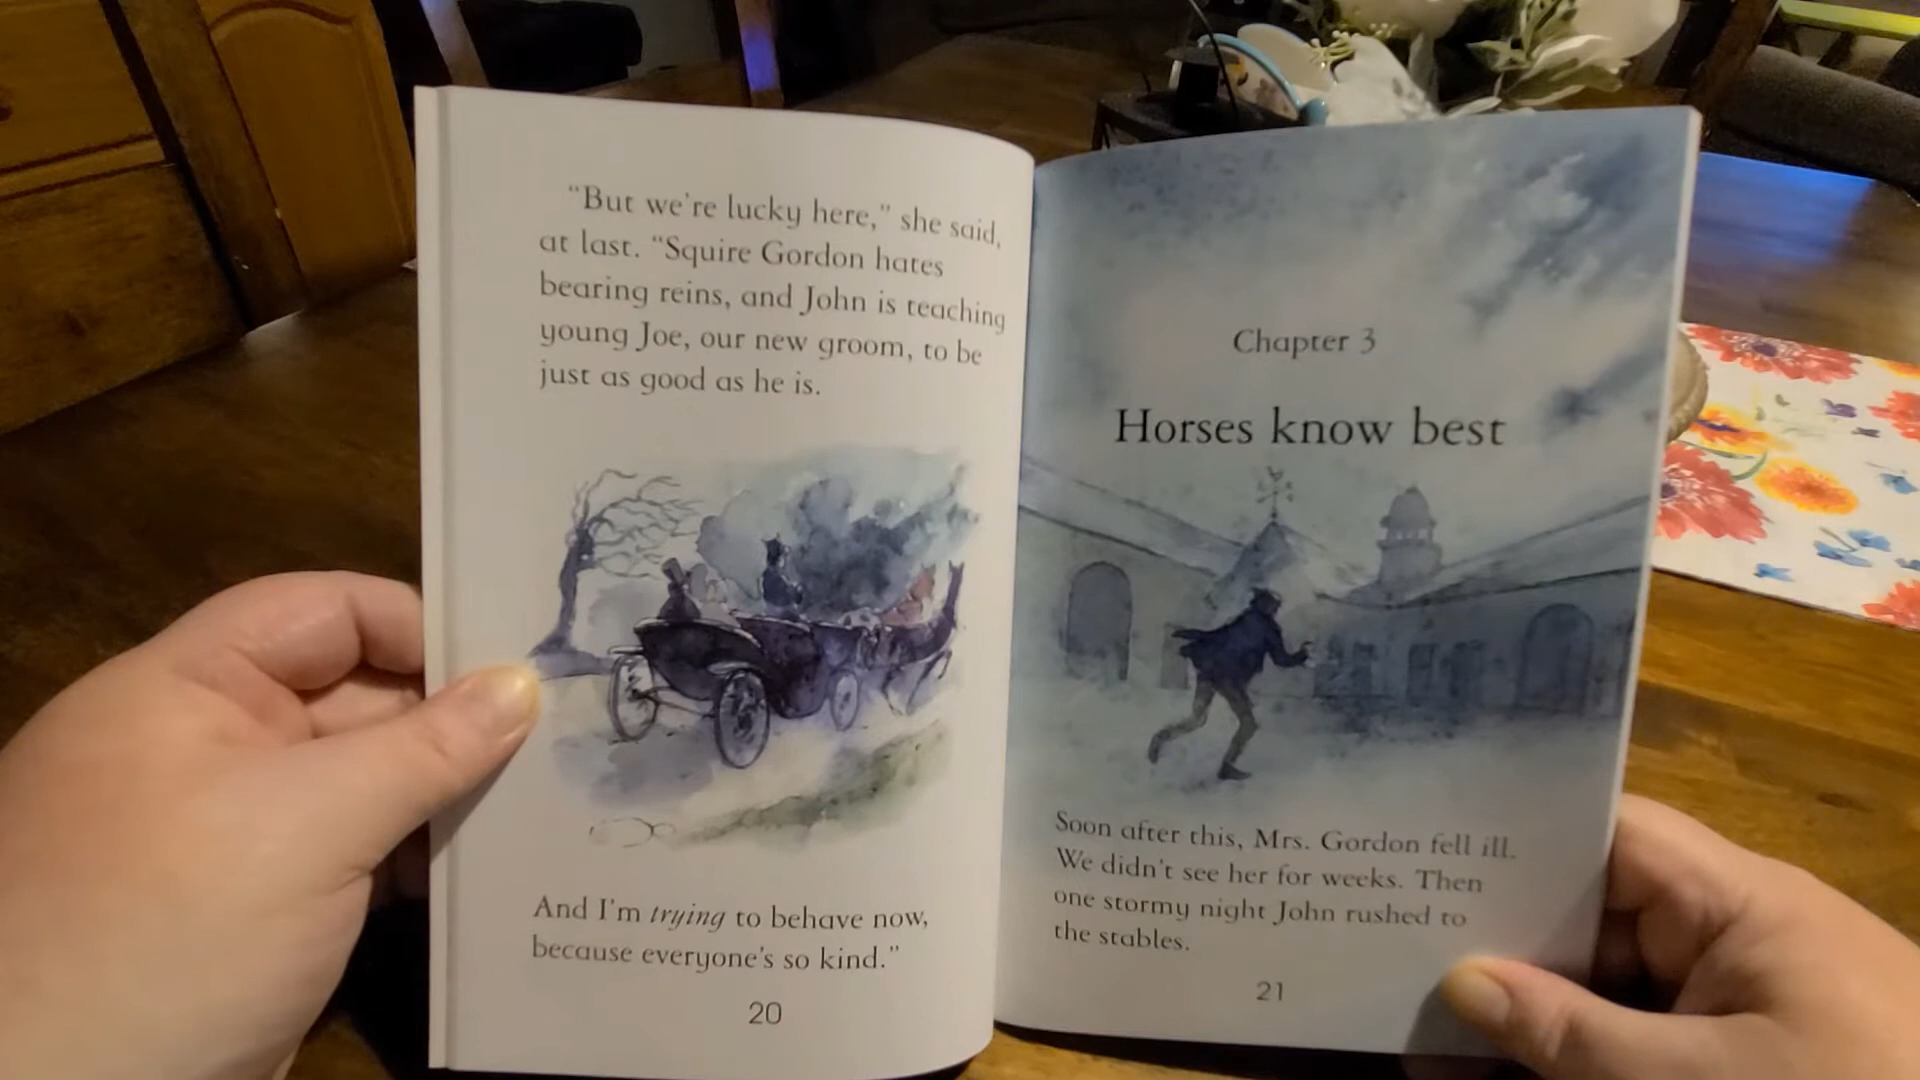 “But we’re lucky here,” she said,
at last. “Squire Gordon hates
bearing reins, and John is teaching
young Joe, our new groom, to be
just as good as he is.
And I’m trying to behave now,
because everyone’s so kind.”
20
Chapter 3
Horses know best
Soon after this, Mrs. Gordon fell ill.
We didn’t see her for weeks. Then
one stormy night John rushed to
the stables.
21